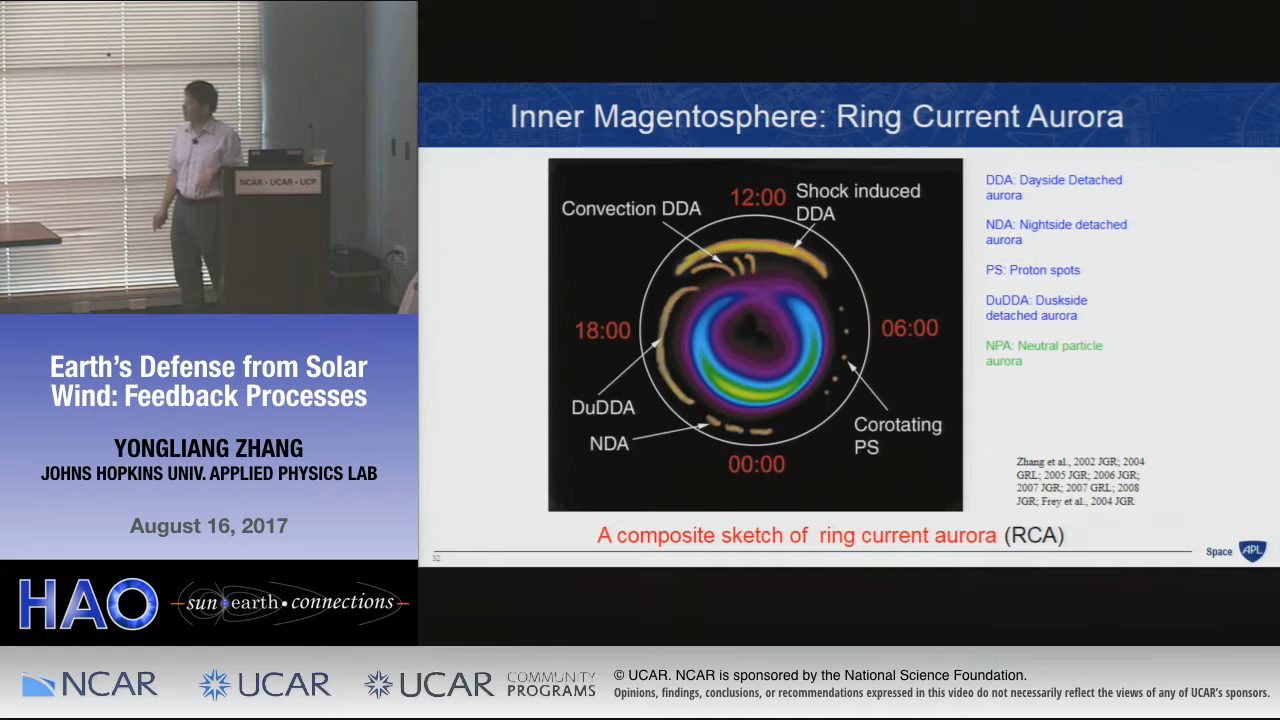 NCAR - UCAR - UCP
Earth's Defense from Solar
Wind: Feedback Processes
YONGLIANG ZHANG
JOHNS HOPKINS UNIV. APPLIED PHYSICS LAB
August 16, 2017
HAO
sun • earth • connections
Inner Magentosphere: Ring Current Aurora
12:00
Shock induced
DDA
Convection DDA
18:00
06:00
DuDDA
NDA
00:00
Corotating
PS
DDA: Dayside Detached
aurora
NDA: Nightside detached
aurora
PS: Proton spots
DuDDA: Duskside
detached aurora
NPA: Neutral particle
aurora
Zhang et al., 2002 JGR; 2004
GRL; 2005 JGR; 2006 JGR;
2007 JGR; 2007 GRL; 2008
JGR; Frey et al., 2004 JGR
A composite sketch of ring current aurora (RCA)
32
Space APL
NCAR
UCAR
UCAR COMMUNITY
PROGRAMS
© UCAR. NCAR is sponsored by the National Science Foundation.
Opinions, findings, conclusions, or recommendations expressed in this video do not necessarily reflect the views of any of UCAR's sponsors.